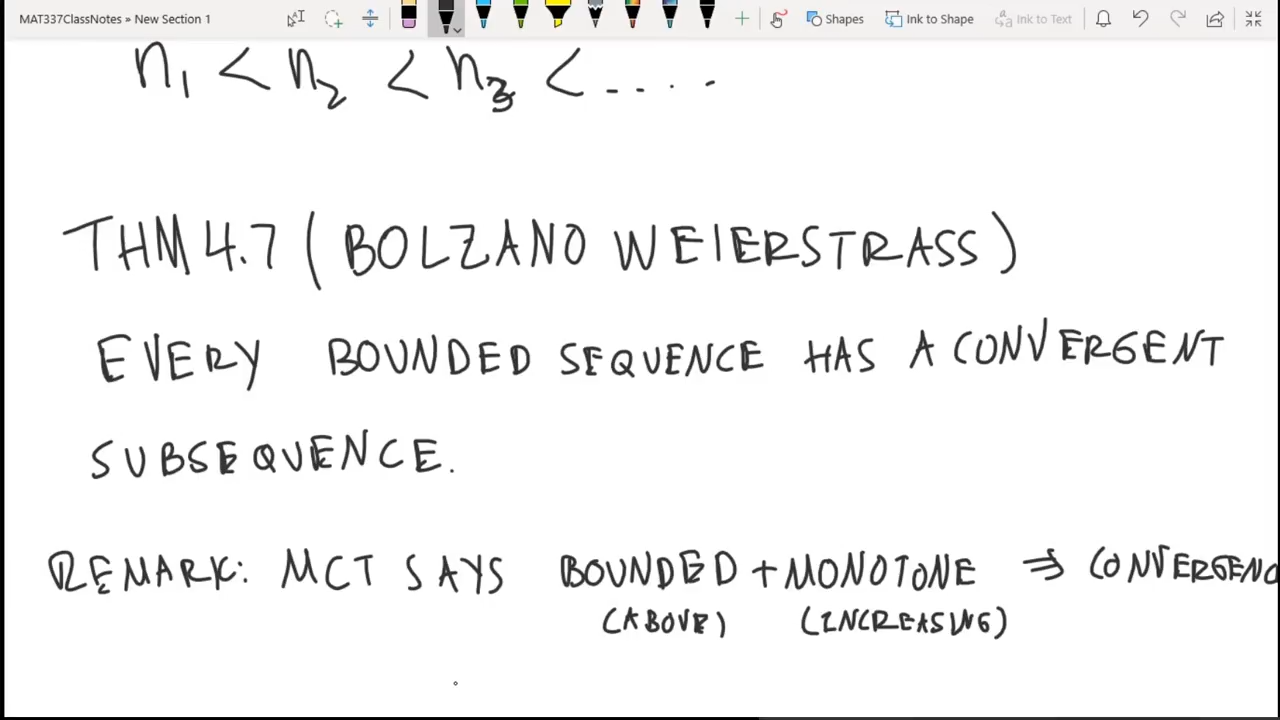 MAT337ClassNotes » New Section 1
Shapes
Ink to Shape
Ink to Text
n₁ < n₂ < n₃ < ....
THM 4.7 ( BOLZANO WEIERSTRASS )
EVERY BOUNDED SEQUENCE HAS A CONVERGENT
SUBSEQUENCE.
REMARK: MCT SAYS BOUNDED + MONOTONE ⇒ CONVERGENC
(ABOVE) (INCREASING)